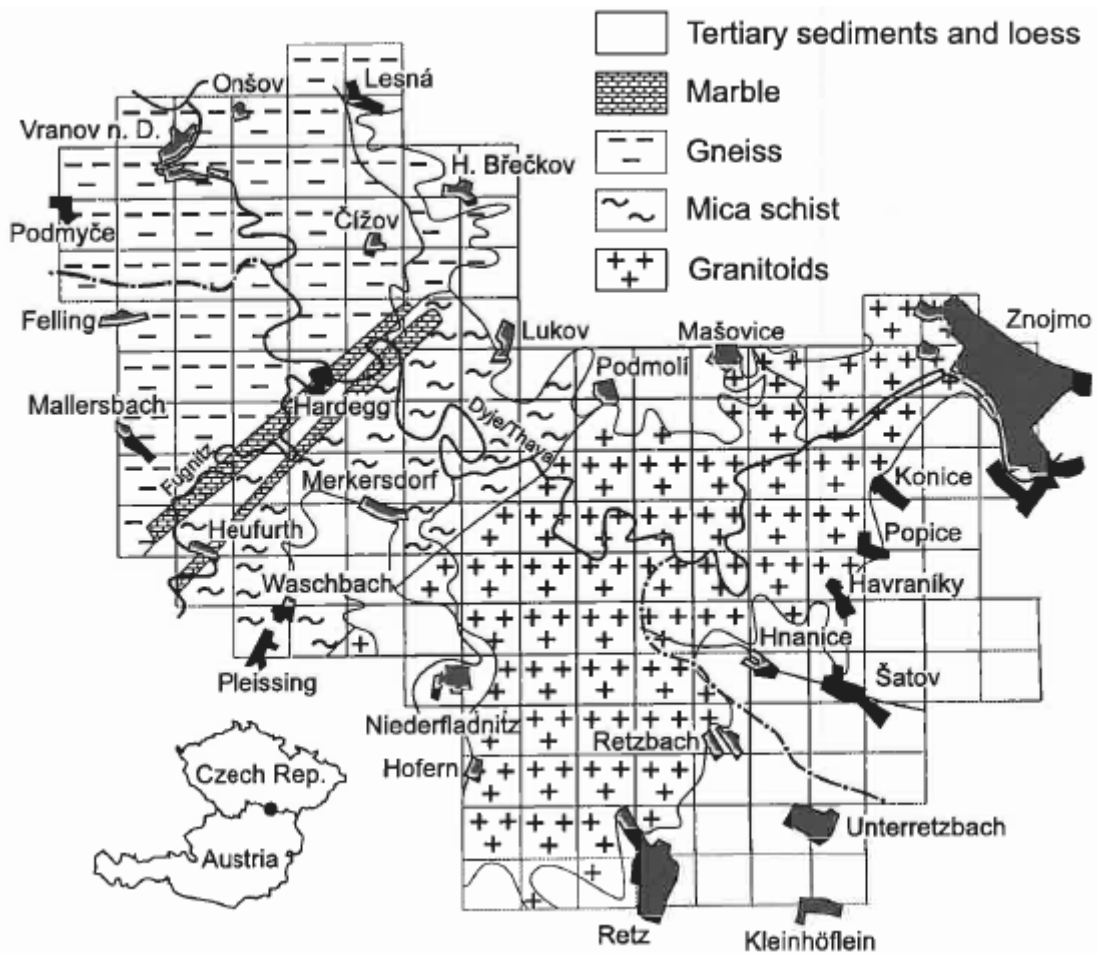 Tertiary sediments and loess
Marble
Gneiss
Mica schist
Granitoids
Onšov
Lesná
Vranov n. D.
H. Břečkov
Podmyče
Čížov
Felling
Lukov
Mašovice
Znojmo
Podmolí
Mallersbach
Hardegg
Dyje/Thaya
Fugnitz
Merkersdorf
Konice
Heufurth
Popice
Waschbach
Havraníky
Hnanice
Pleissing
Šatov
Niederfladnitz
Retzbach
Hofern
Czech Rep.
Unterretzbach
Austria
Retz
Kleinhöflein